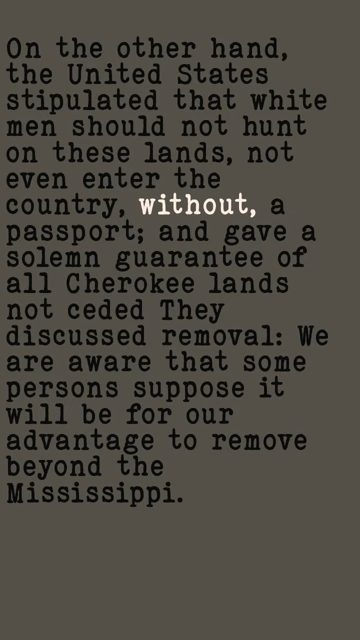 On the other hand,
the United States
stipulated that white
men should not hunt
on these lands, not
even enter the
country, without, a
passport; and gave a
solemn guarantee of
all Cherokee lands
not ceded They
discussed removal: We
are aware that some
persons suppose it
will be for our
advantage to remove
beyond the
Mississippi.